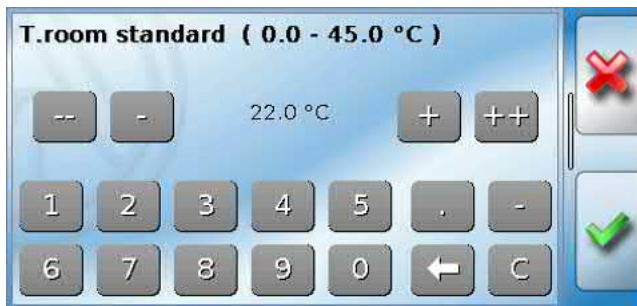 T.room standard ( 0.0 - 45.0 °C )
-- - 22.0 °C + ++
1 2 3 4 5 . -
6 7 8 9 0 C